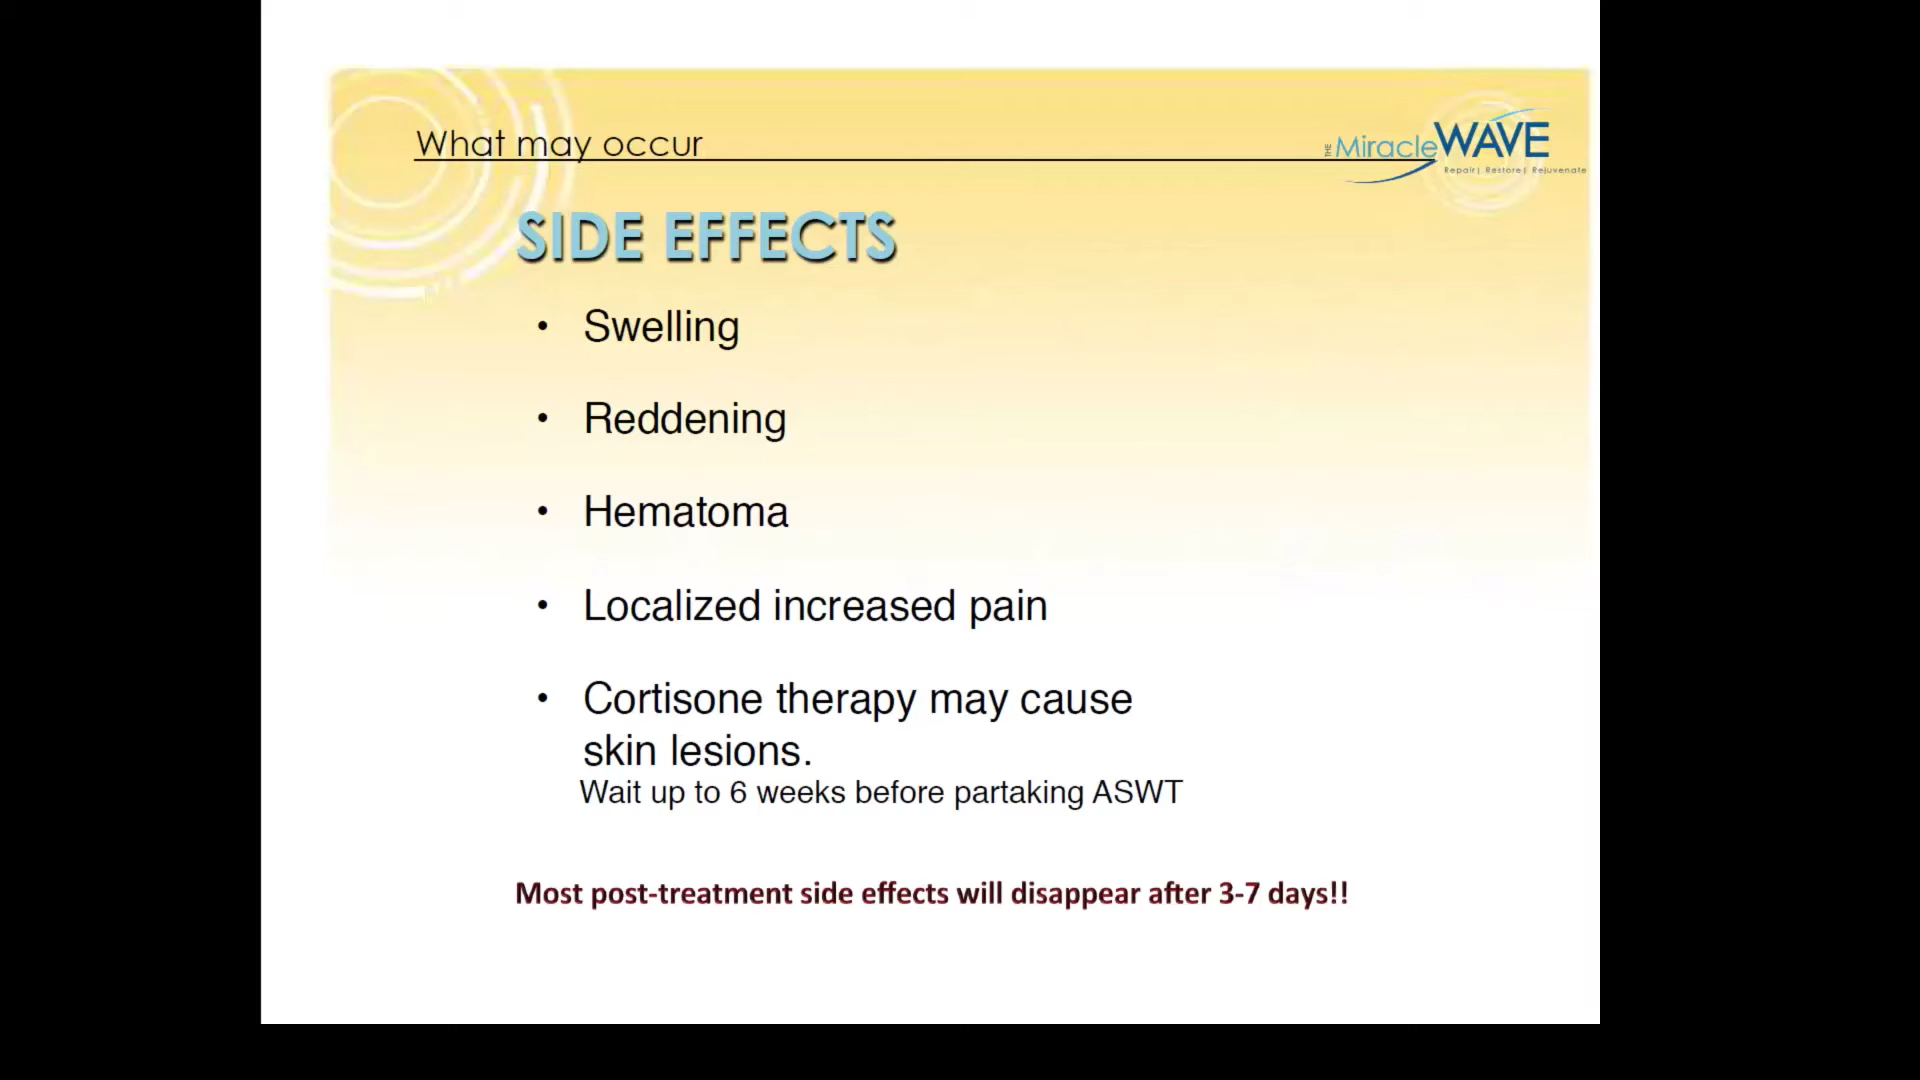 What may occur
THE MiracleWAVE
Repair| Restore| Rejuvenate
SIDE EFFECTS
• Swelling
• Reddening
• Hematoma
• Localized increased pain
• Cortisone therapy may cause
skin lesions.
Wait up to 6 weeks before partaking ASWT
Most post-treatment side effects will disappear after 3-7 days!!